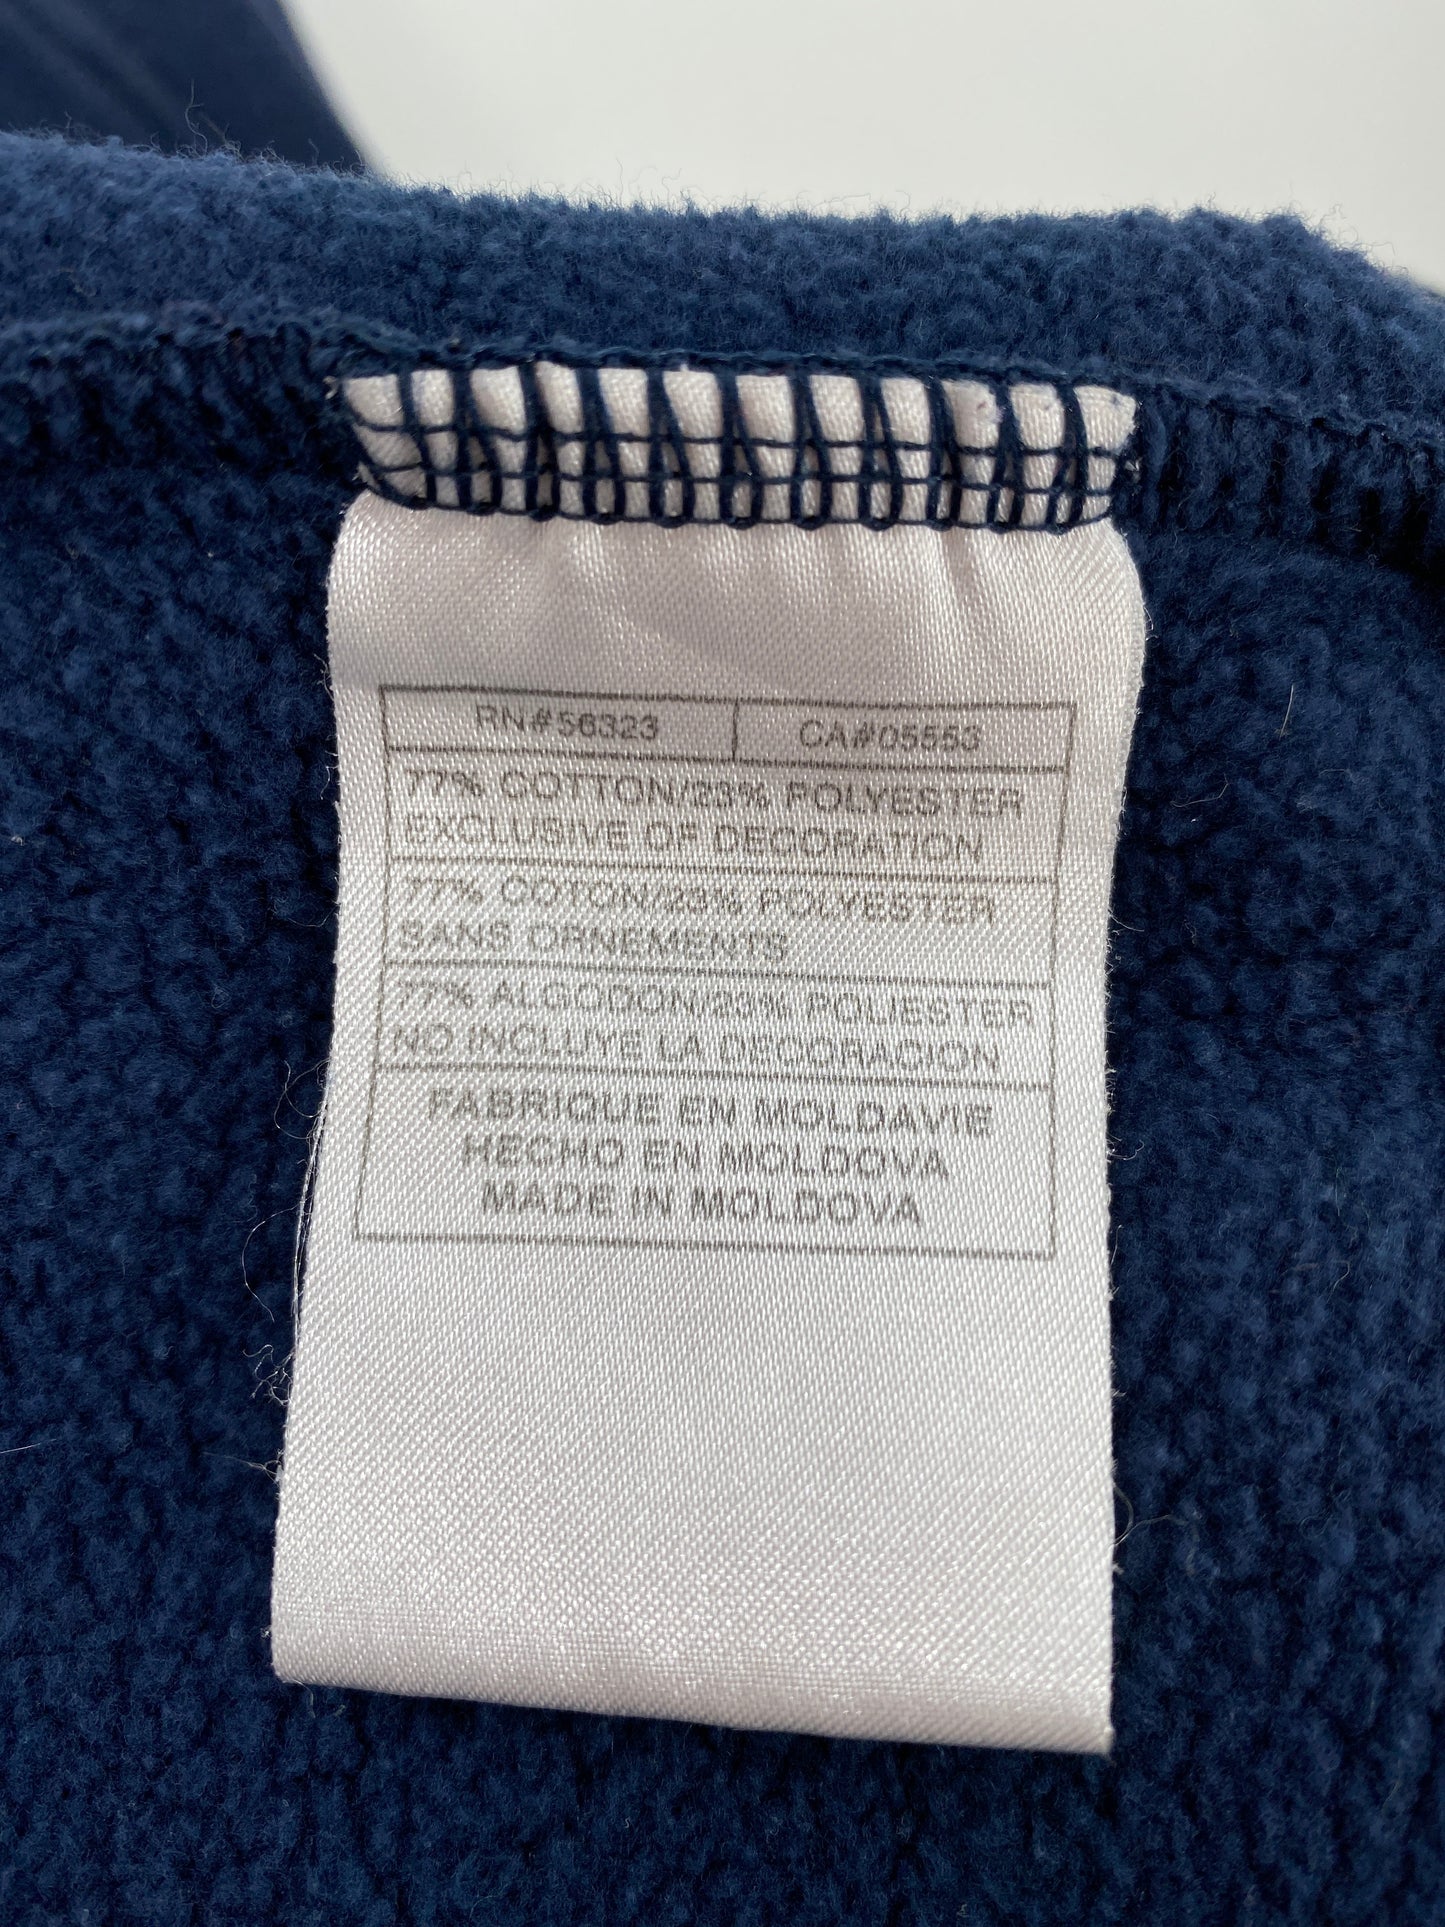 RN#56323 CA#05553
77% COTTON/23% POLYESTER
EXCLUSIVE OF DECORATION
77% COTON/23% POLYESTER
SANS ORNEMENTS
77% ALGODON/23% POLIESTER
NO INCLUYE LA DECORACION
FABRIQUE EN MOLDAVIE
HECHO EN MOLDOVA
MADE IN MOLDOVA